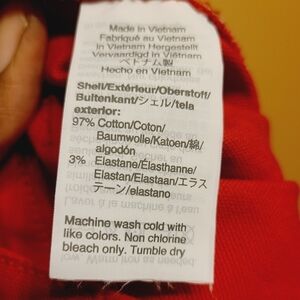 Made in Vietnam
Fabriqué au Vietnam
In Vietnam Hergestellt
Vervaardigd in Viëtnam
ベトナム製
Hecho en Vietnam
Shell/Extérieur/Oberstoff/
Buitenkant/シェル/tela
exterior:
97% Cotton/Coton/
Baumwolle/Katoen/綿/
algodón
3% Elastane/Élasthanne/
Elastan/Elastaan/エラス
テーン/elastano
Machine wash cold with
like colors. Non chlorine
bleach only. Tumble dry